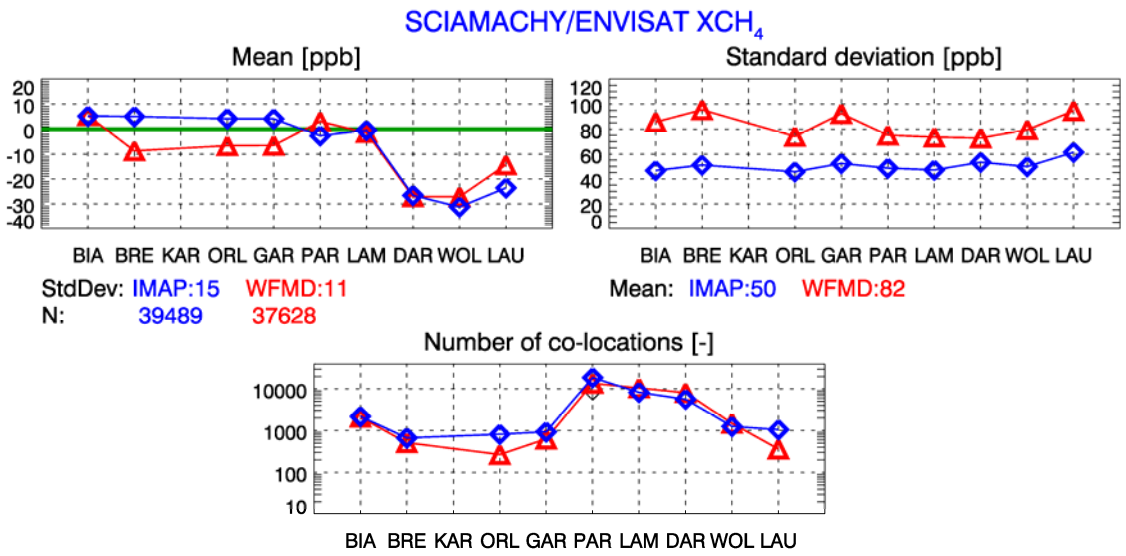 SCIAMACHY/ENVISAT XCH4
Mean [ppb]
20
10
0
-10
-20
-30
-40
BIA BRE KAR ORL GAR PAR LAM DAR WOL LAU
StdDev: IMAP:15 WFMD:11
N: 39489 37628
Standard deviation [ppb]
120
100
80
60
40
20
0
BIA BRE KAR ORL GAR PAR LAM DAR WOL LAU
Mean: IMAP:50 WFMD:82
Number of co-locations [-]
10000
1000
100
10
BIA BRE KAR ORL GAR PAR LAM DAR WOL LAU